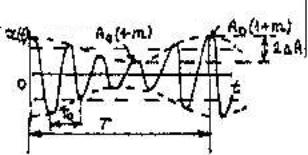 x(t)
A₀(1+m)
A₀(1+m)
2ΔA
0
t
T₀
T